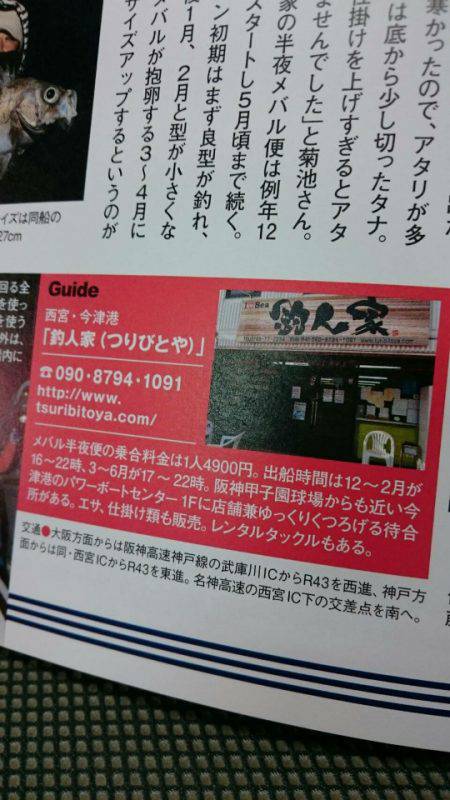 寒かったので、アタリが多
は底から少し切ったタナ。
仕掛けを上げすぎるとアタ
ませんでした」と菊池さん。
家の半夜メバル便は例年12
スタートし5月頃まで続く。
ン初期はまず良型が釣れ、
1月、2月と型が小さくな
メバルが抱卵する3〜4月に
サイズアップするというのが
イズは同船の
27cm
回る全
を使っ
を使う
外は、
内に
Guide
西宮・今津港
「釣人家（つりびとや）」
☎090・8794・1091
http://www.
tsuribitoya.com/
釣人家
メバル半夜便の乗合料金は1人4900円。出船時間は12〜2月が
16〜22時、3〜6月が17〜22時。阪神甲子園球場からも近い今
津港のパワーボートセンター1Fに店舗兼ゆっくりくつろげる待合
所がある。エサ、仕掛け類も販売。レンタルタックルもある。
交通●大阪方面からは阪神高速神戸線の武庫川ICからR43を西進、神戸方
面からは同・西宮ICからR43を東進。名神高速の西宮IC下の交差点を南へ。